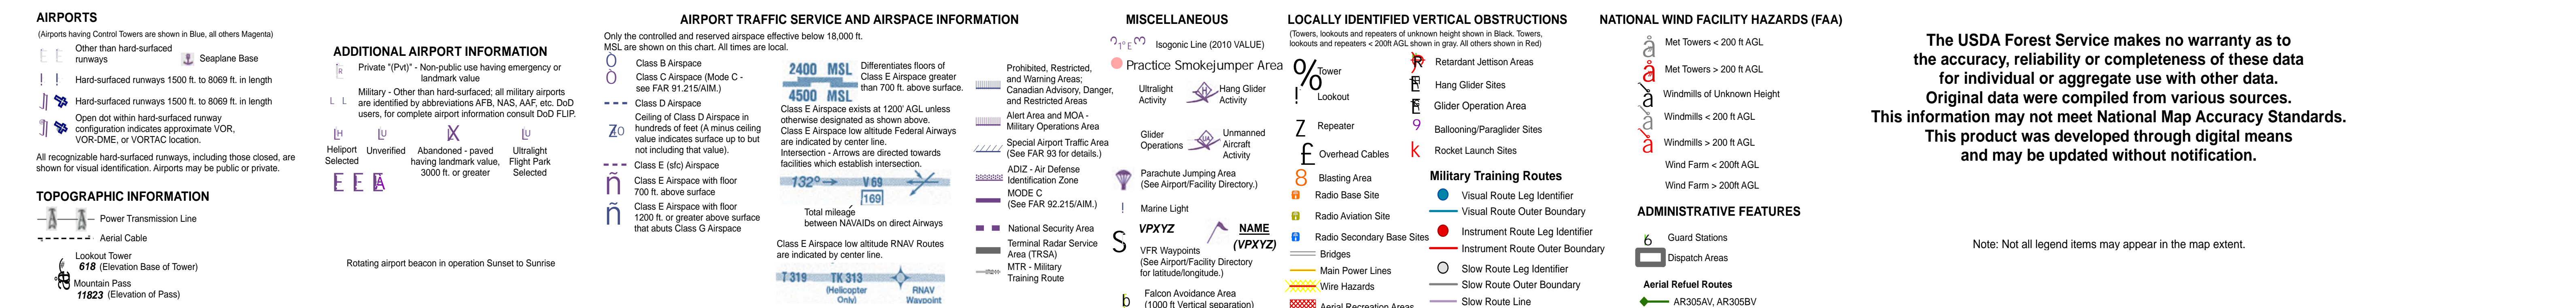 AIRPORTS
(Airports having Control Towers are shown in Blue, all others Magenta)
Other than hard-surfaced
runways
Seaplane Base
Hard-surfaced runways 1500 ft. to 8069 ft. in length
Hard-surfaced runways 1500 ft. to 8069 ft. in length
Open dot within hard-surfaced runway
configuration indicates approximate VOR,
VOR-DME, or VORTAC location.
All recognizable hard-surfaced runways, including those closed, are
shown for visual identification. Airports may be public or private.
TOPOGRAPHIC INFORMATION
Power Transmission Line
Aerial Cable
Lookout Tower
618 (Elevation Base of Tower)
Mountain Pass
11823 (Elevation of Pass)
ADDITIONAL AIRPORT INFORMATION
Private "(Pvt)" - Non-public use having emergency or
landmark value
Military - Other than hard-surfaced; all military airports
are identified by abbreviations AFB, NAS, AAF, etc. DoD
users, for complete airport information consult DoD FLIP.
Heliport
Selected
Unverified
Abandoned - paved
having landmark value,
3000 ft. or greater
Ultralight
Flight Park
Selected
Rotating airport beacon in operation Sunset to Sunrise
AIRPORT TRAFFIC SERVICE AND AIRSPACE INFORMATION
Only the controlled and reserved airspace effective below 18,000 ft.
MSL are shown on this chart. All times are local.
Class B Airspace
Class C Airspace (Mode C -
see FAR 91.215/AIM.)
Class D Airspace
Ceiling of Class D Airspace in
hundreds of feet (A minus ceiling
value indicates surface up to but
not including that value).
Class E (sfc) Airspace
Class E Airspace with floor
700 ft. above surface
Class E Airspace with floor
1200 ft. or greater above surface
that abuts Class G Airspace
2400 MSL
4500 MSL
Differentiates floors of
Class E Airspace greater
than 700 ft. above surface.
Class E Airspace exists at 1200' AGL unless
otherwise designated as shown above.
Class E Airspace low altitude Federal Airways
are indicated by center line.
Intersection - Arrows are directed towards
facilities which establish intersection.
132° V 69
169
Total mileage
between NAVAIDs on direct Airways
Class E Airspace low altitude RNAV Routes
are indicated by center line.
T 319 TK 313
(Helicopter
Only)
RNAV
Waypoint
Prohibited, Restricted,
and Warning Areas;
Canadian Advisory, Danger,
and Restricted Areas
Alert Area and MOA -
Military Operations Area
Special Airport Traffic Area
(See FAR 93 for details.)
ADIZ - Air Defense
Identification Zone
MODE C
(See FAR 92.215/AIM.)
National Security Area
Terminal Radar Service
Area (TRSA)
MTR - Military
Training Route
MISCELLANEOUS
Isogonic Line (2010 VALUE)
Practice Smokejumper Area
Ultralight
Activity
Hang Glider
Activity
Glider
Operations
Unmanned
Aircraft
Activity
Parachute Jumping Area
(See Airport/Facility Directory.)
Marine Light
VPXYZ
NAME
(VPXYZ)
VFR Waypoints
(See Airport/Facility Directory
for latitude/longitude.)
Falcon Avoidance Area
(1000 ft Vertical separation)
LOCALLY IDENTIFIED VERTICAL OBSTRUCTIONS
(Towers, lookouts and repeaters of unknown height shown in Black. Towers,
lookouts and repeaters < 200ft AGL shown in gray. All others shown in Red)
Tower
Lookout
Repeater
Overhead Cables
Blasting Area
Radio Base Site
Radio Aviation Site
Radio Secondary Base Sites
Bridges
Main Power Lines
Wire Hazards
Aerial Recreation Areas
Retardant Jettison Areas
Hang Glider Sites
Glider Operation Area
Ballooning/Paraglider Sites
Rocket Launch Sites
Military Training Routes
Visual Route Leg Identifier
Visual Route Outer Boundary
Instrument Route Leg Identifier
Instrument Route Outer Boundary
Slow Route Leg Identifier
Slow Route Outer Boundary
Slow Route Line
NATIONAL WIND FACILITY HAZARDS (FAA)
Met Towers < 200 ft AGL
Met Towers > 200 ft AGL
Windmills of Unknown Height
Windmills < 200 ft AGL
Windmills > 200 ft AGL
Wind Farm < 200ft AGL
Wind Farm > 200ft AGL
ADMINISTRATIVE FEATURES
Guard Stations
Dispatch Areas
Aerial Refuel Routes
AR305AV, AR305BV
The USDA Forest Service makes no warranty as to
the accuracy, reliability or completeness of these data
for individual or aggregate use with other data.
Original data were compiled from various sources.
This information may not meet National Map Accuracy Standards.
This product was developed through digital means
and may be updated without notification.
Note: Not all legend items may appear in the map extent.